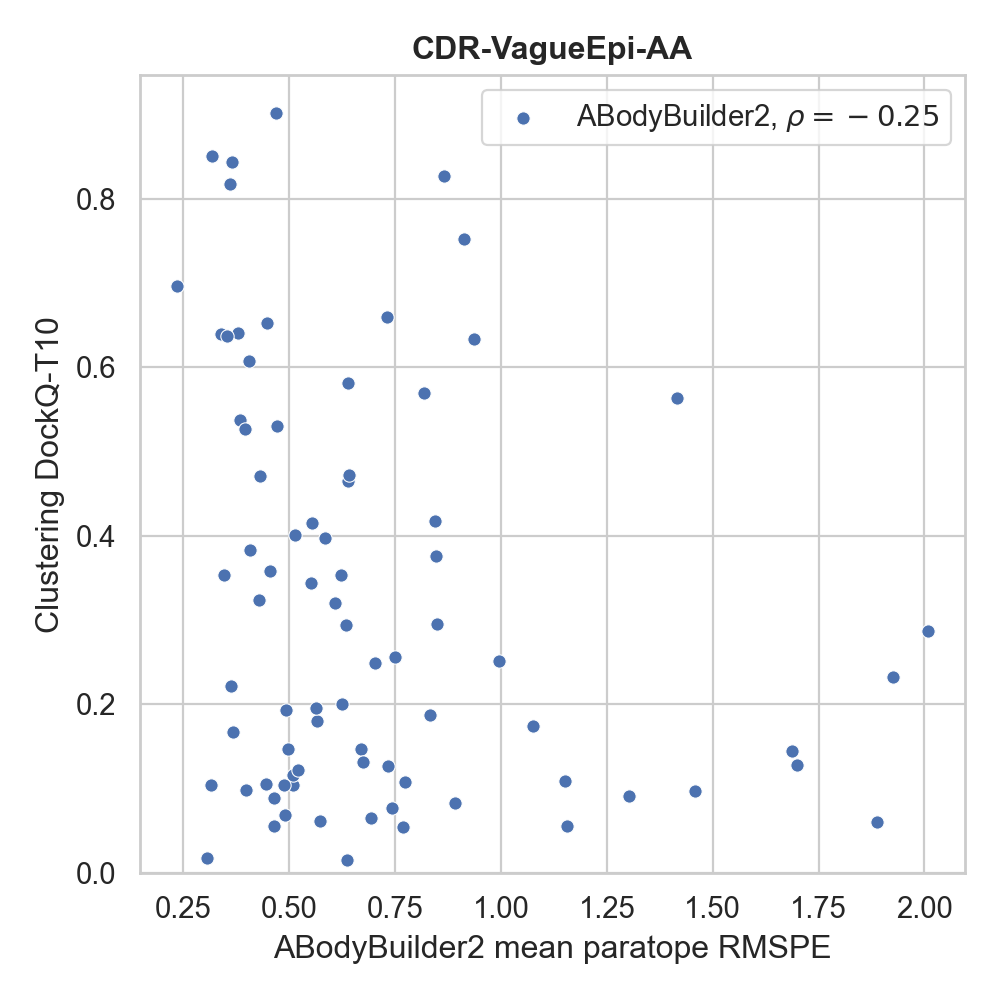 CDR-VagueEpi-AA
ABodyBuilder2, ρ = −0.25
Clustering DockQ-T10
0.8
0.6
0.4
0.2
0.0
0.25 0.50 0.75 1.00 1.25 1.50 1.75 2.00
ABodyBuilder2 mean paratope RMSPE